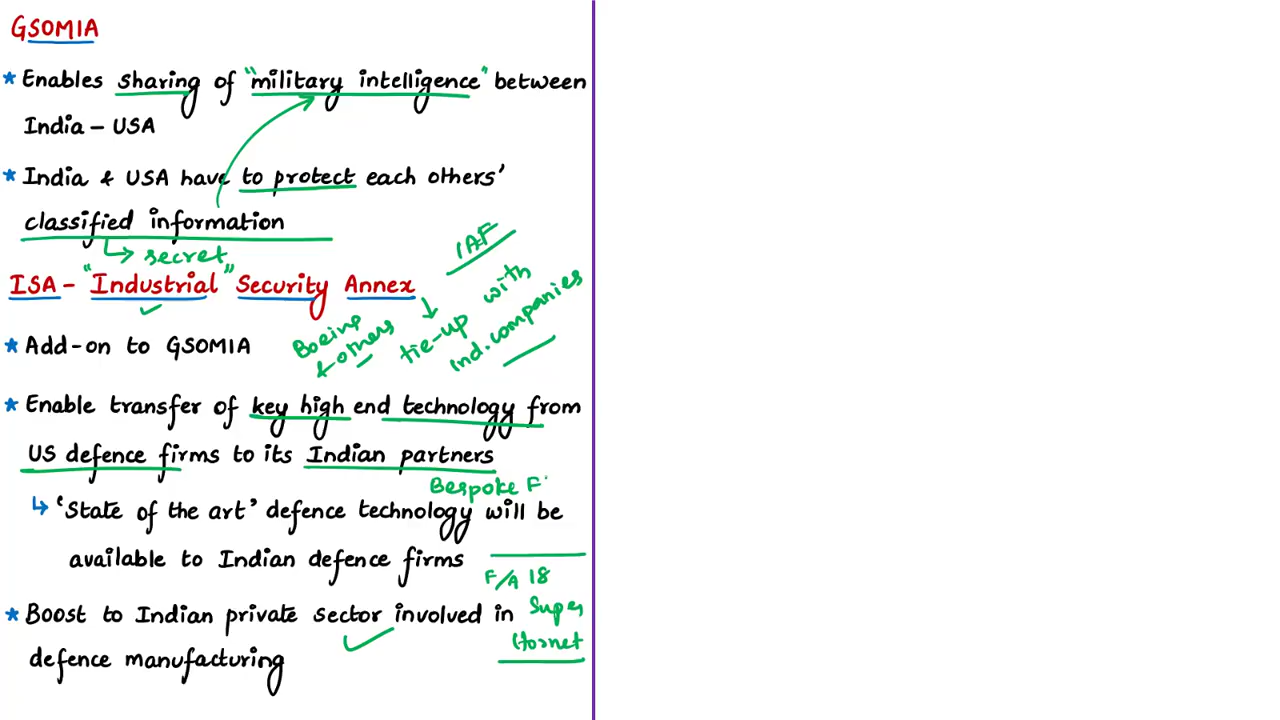 GSOMIA
* Enables sharing of "military intelligence" between
India – USA
* India & USA have to protect each others'
classified information
↳ secret
IAF
ISA – "Industrial" Security Annex
↓
tie-up with
Ind. companies
Boeing
& others
* Add-on to GSOMIA
* Enable transfer of key high end technology from
US defence firms to its Indian partners
Bespoke F
↳ 'State of the art' defence technology will be
available to Indian defence firms
F/A 18
Super
Hornet
* Boost to Indian private sector involved in
defence manufacturing